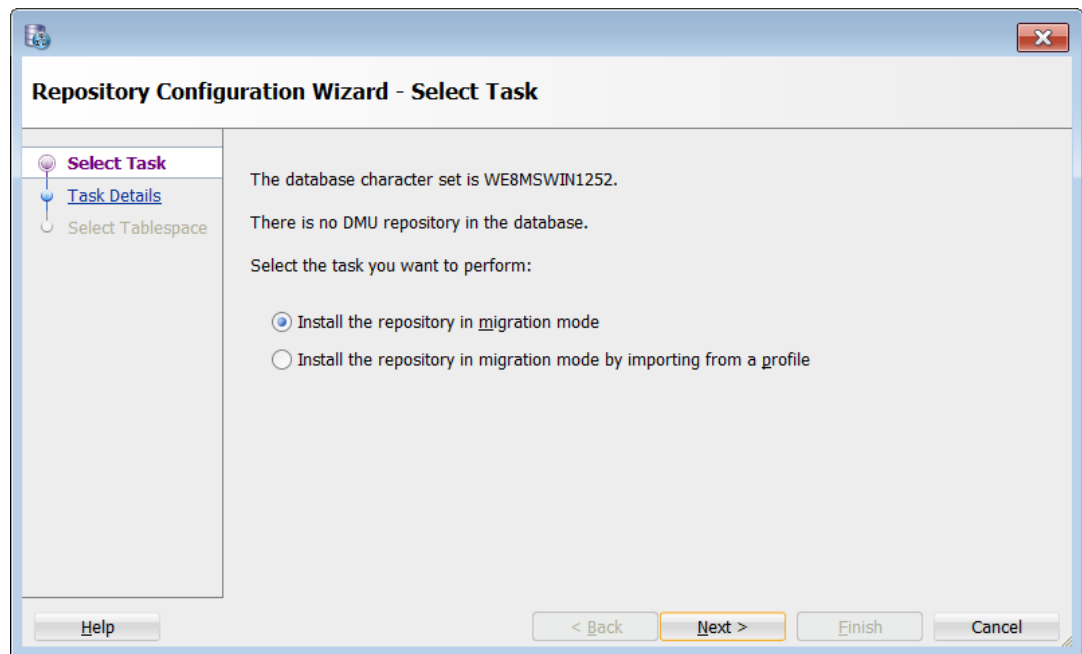 Repository Configuration Wizard - Select Task
Select Task
Task Details
Select Tablespace
The database character set is WE8MSWIN1252.
There is no DMU repository in the database.
Select the task you want to perform:
Install the repository in migration mode
Install the repository in migration mode by importing from a profile
Help
< Back
Next >
Finish
Cancel